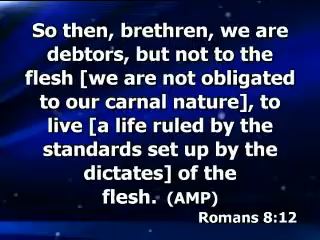 So then, brethren, we are
debtors, but not to the
flesh [we are not obligated
to our carnal nature], to
live [a life ruled by the
standards set up by the
dictates] of the
flesh. (AMP)
Romans 8:12